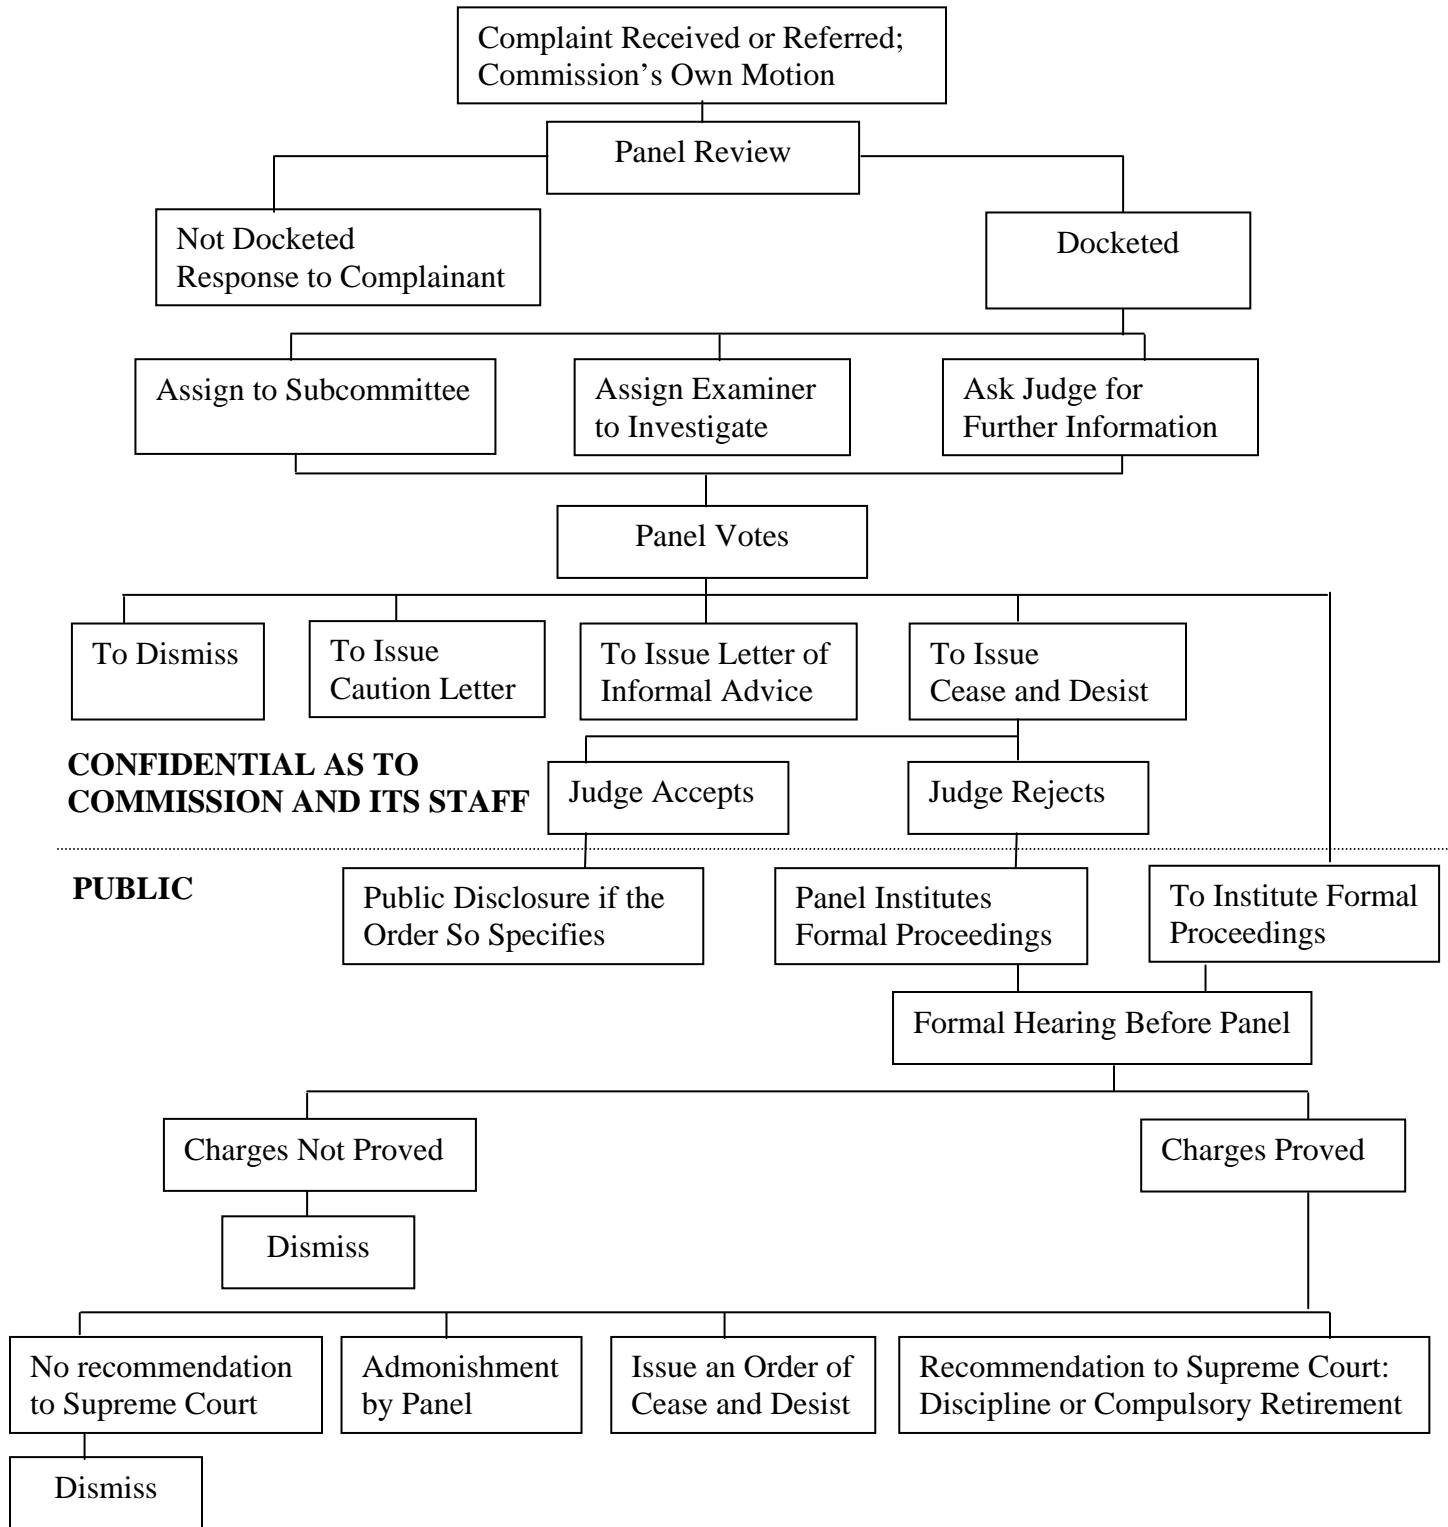 Complaint Received or Referred;
Commission’s Own Motion
Panel Review
Not Docketed
Response to Complainant
Docketed
Assign to Subcommittee
Assign Examiner
to Investigate
Ask Judge for
Further Information
Panel Votes
To Dismiss
To Issue
Caution Letter
To Issue Letter of
Informal Advice
To Issue
Cease and Desist
CONFIDENTIAL AS TO
COMMISSION AND ITS STAFF
Judge Accepts
Judge Rejects
PUBLIC
Public Disclosure if the
Order So Specifies
Panel Institutes
Formal Proceedings
To Institute Formal
Proceedings
Formal Hearing Before Panel
Charges Not Proved
Charges Proved
Dismiss
No recommendation
to Supreme Court
Admonishment
by Panel
Issue an Order of
Cease and Desist
Recommendation to Supreme Court:
Discipline or Compulsory Retirement
Dismiss